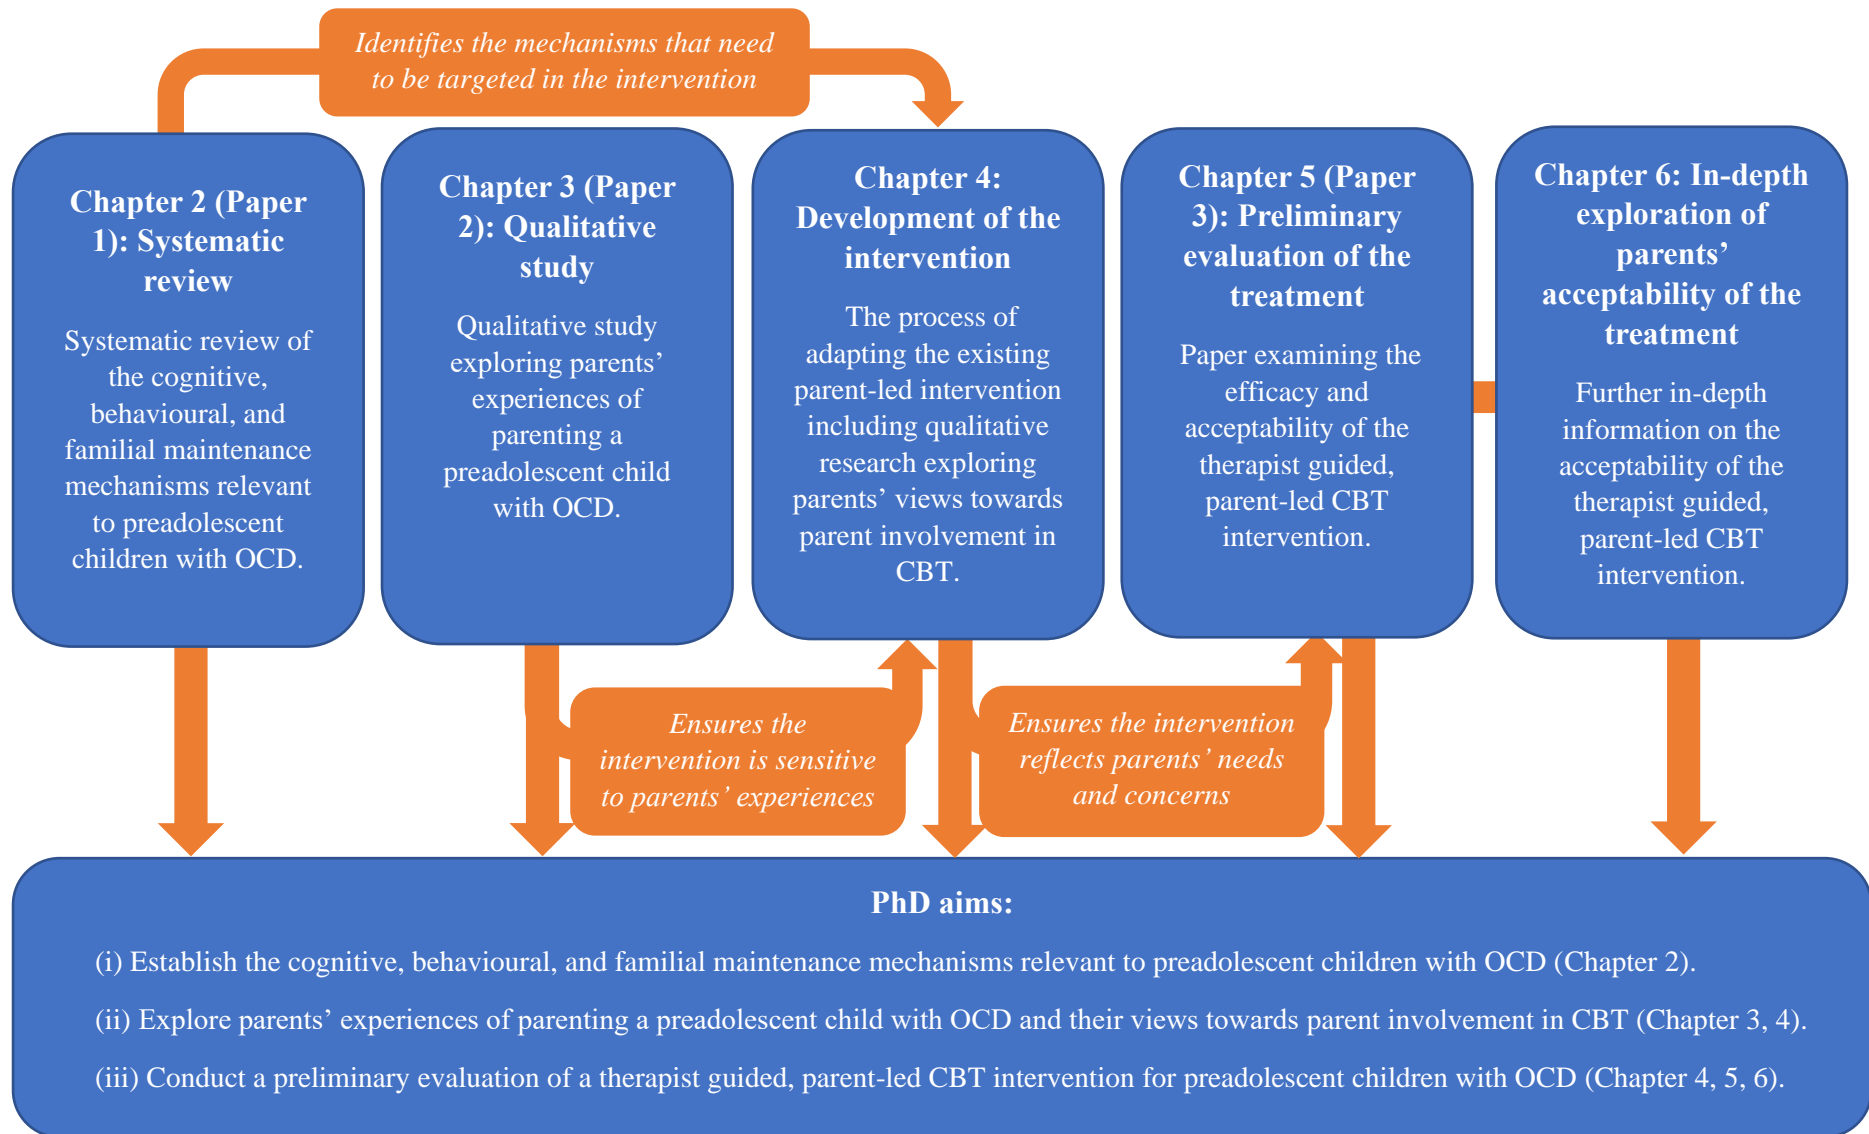 Identifies the mechanisms that need
to be targeted in the intervention
Chapter 2 (Paper
1): Systematic
review
Systematic review of
the cognitive,
behavioural, and
familial maintenance
mechanisms relevant
to preadolescent
children with OCD.
Chapter 3 (Paper
2): Qualitative
study
Qualitative study
exploring parents’
experiences of
parenting a
preadolescent child
with OCD.
Chapter 4:
Development of the
intervention
The process of
adapting the existing
parent-led intervention
including qualitative
research exploring
parents’ views towards
parent involvement in
CBT.
Chapter 5 (Paper
3): Preliminary
evaluation of the
treatment
Paper examining the
efficacy and
acceptability of the
therapist guided,
parent-led CBT
intervention.
Chapter 6: In-depth
exploration of
parents’
acceptability of the
treatment
Further in-depth
information on the
acceptability of the
therapist guided,
parent-led CBT
intervention.
Ensures the
intervention is sensitive
to parents’ experiences
Ensures the intervention
reflects parents’ needs
and concerns
PhD aims:
(i) Establish the cognitive, behavioural, and familial maintenance mechanisms relevant to preadolescent children with OCD (Chapter 2).
(ii) Explore parents’ experiences of parenting a preadolescent child with OCD and their views towards parent involvement in CBT (Chapter 3, 4).
(iii) Conduct a preliminary evaluation of a therapist guided, parent-led CBT intervention for preadolescent children with OCD (Chapter 4, 5, 6).